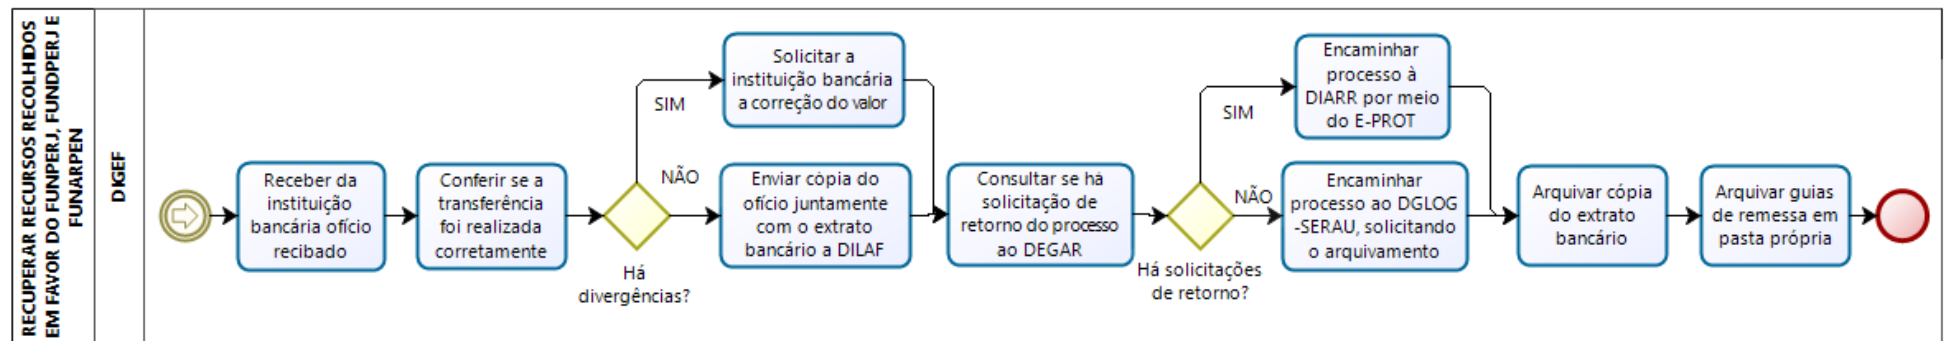 RECUPERAR RECURSOS RECOLHIDOS
EM FAVOR DO FUNPERJ, FUNDPERJ E
FUNARPEN
DIGEF
Receber da
instituição
bancária ofício
recibado
Conferir se a
transferência
foi realizada
corretamente
Há
divergências?
SIM
Solicitar a
instituição bancária
a correção do valor
NÃO
Enviar cópia do
ofício juntamente
com o extrato
bancário a DILAF
Consultar se há
solicitação de
retorno do processo
ao DEGAR
Há solicitações
de retorno?
SIM
Encaminhar
processo à
DIARR por meio
do E-PROT
NÃO
Encaminhar
processo ao DGLOG
-SERAU, solicitando
o arquivamento
Arquivar cópia
do extrato
bancário
Arquivar guias
de remessa em
pasta própria